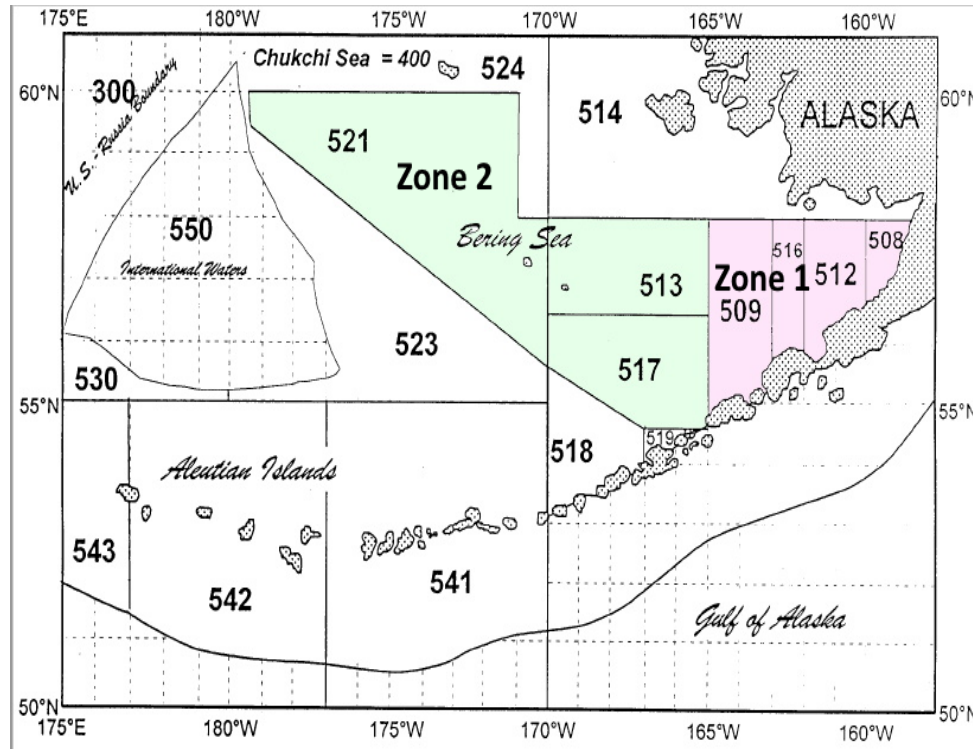 175°E 180°W 175°W 170°W 165°W 160°W
Chukchi Sea = 400
524
60°N
300
60°N
514
ALASKA
U.S.-Russia Boundary
521
Zone 2
550
International Waters
Bering Sea
513
Zone 1
516
508
512
509
523
517
530
55°N
55°N
518
519
Aleutian Islands
543
542
541
Gulf of Alaska
50°N
50°N
175°E 180°W 175°W 170°W 165°W 160°W